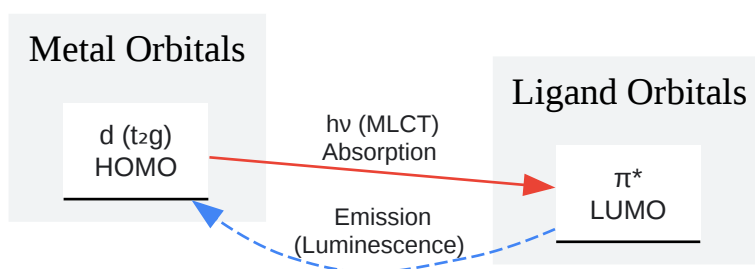 Metal Orbitals
d (t₂g)
HOMO
hν (MLCT)
Absorption
Ligand Orbitals
π*
LUMO
Emission
(Luminescence)